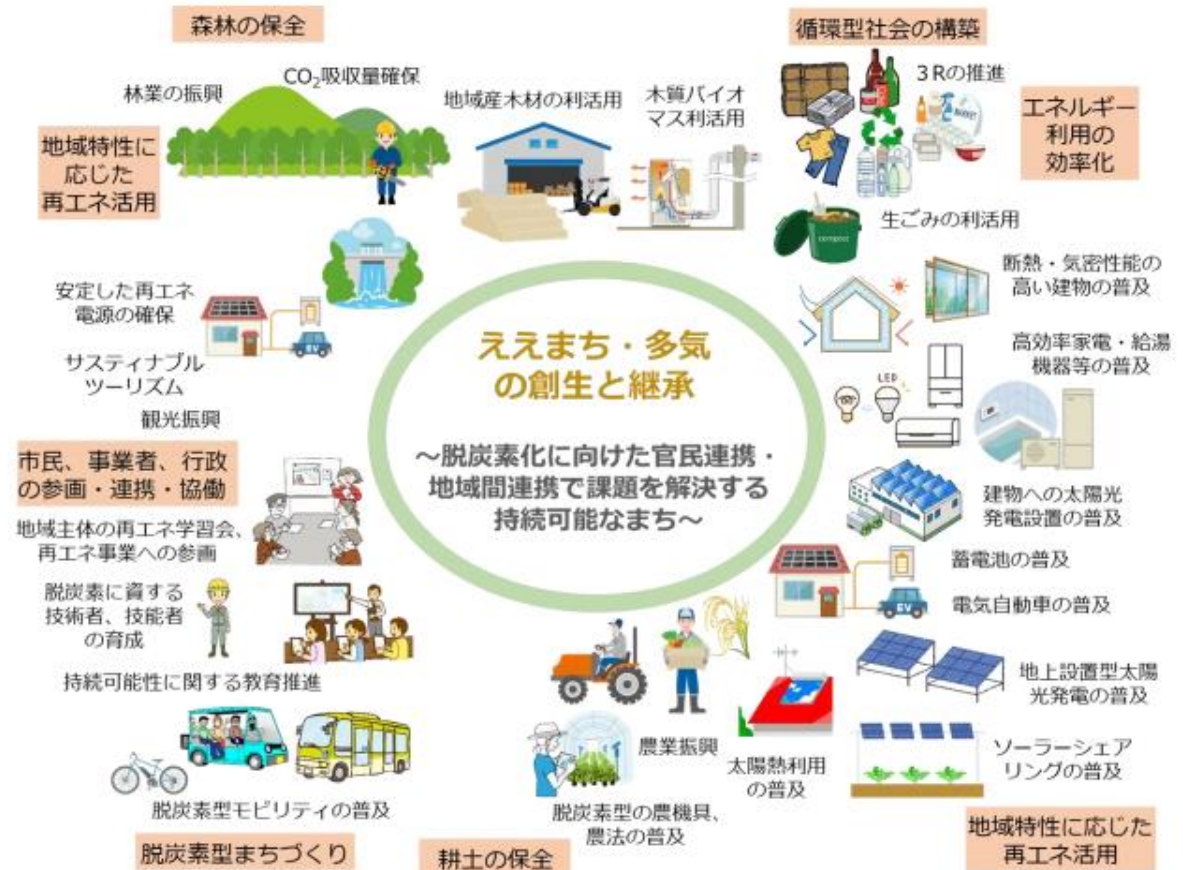 森林の保全
循環型社会の構築
林業の振興
CO₂吸収量確保
地域産木材の利活用
木質バイオ
マス利活用
3Rの推進
エネルギー
利用の
効率化
地域特性に
応じた
再エネ活用
compost
生ごみの利活用
安定した再エネ
電源の確保
EV
断熱・気密性能の
高い建物の普及
サスティナブル
ツーリズム
観光振興
ええまち・多気
の創生と継承
～脱炭素化に向けた官民連携・
地域間連携で課題を解決する
持続可能なまち～
高効率家電・給湯
機器等の普及
LED
市民、事業者、行政
の参画・連携・協働
地域主体の再エネ学習会、
再エネ事業への参画
建物への太陽光
発電設置の普及
蓄電池の普及
EV
電気自動車の普及
脱炭素に資する
技術者、技能者
の育成
持続可能性に関する教育推進
地上設置型太陽
光発電の普及
農業振興
太陽熱利用
の普及
ソーラーシェア
リングの普及
脱炭素型モビリティの普及
脱炭素型の農機具、
農法の普及
脱炭素型まちづくり
耕土の保全
地域特性に応じた
再エネ活用